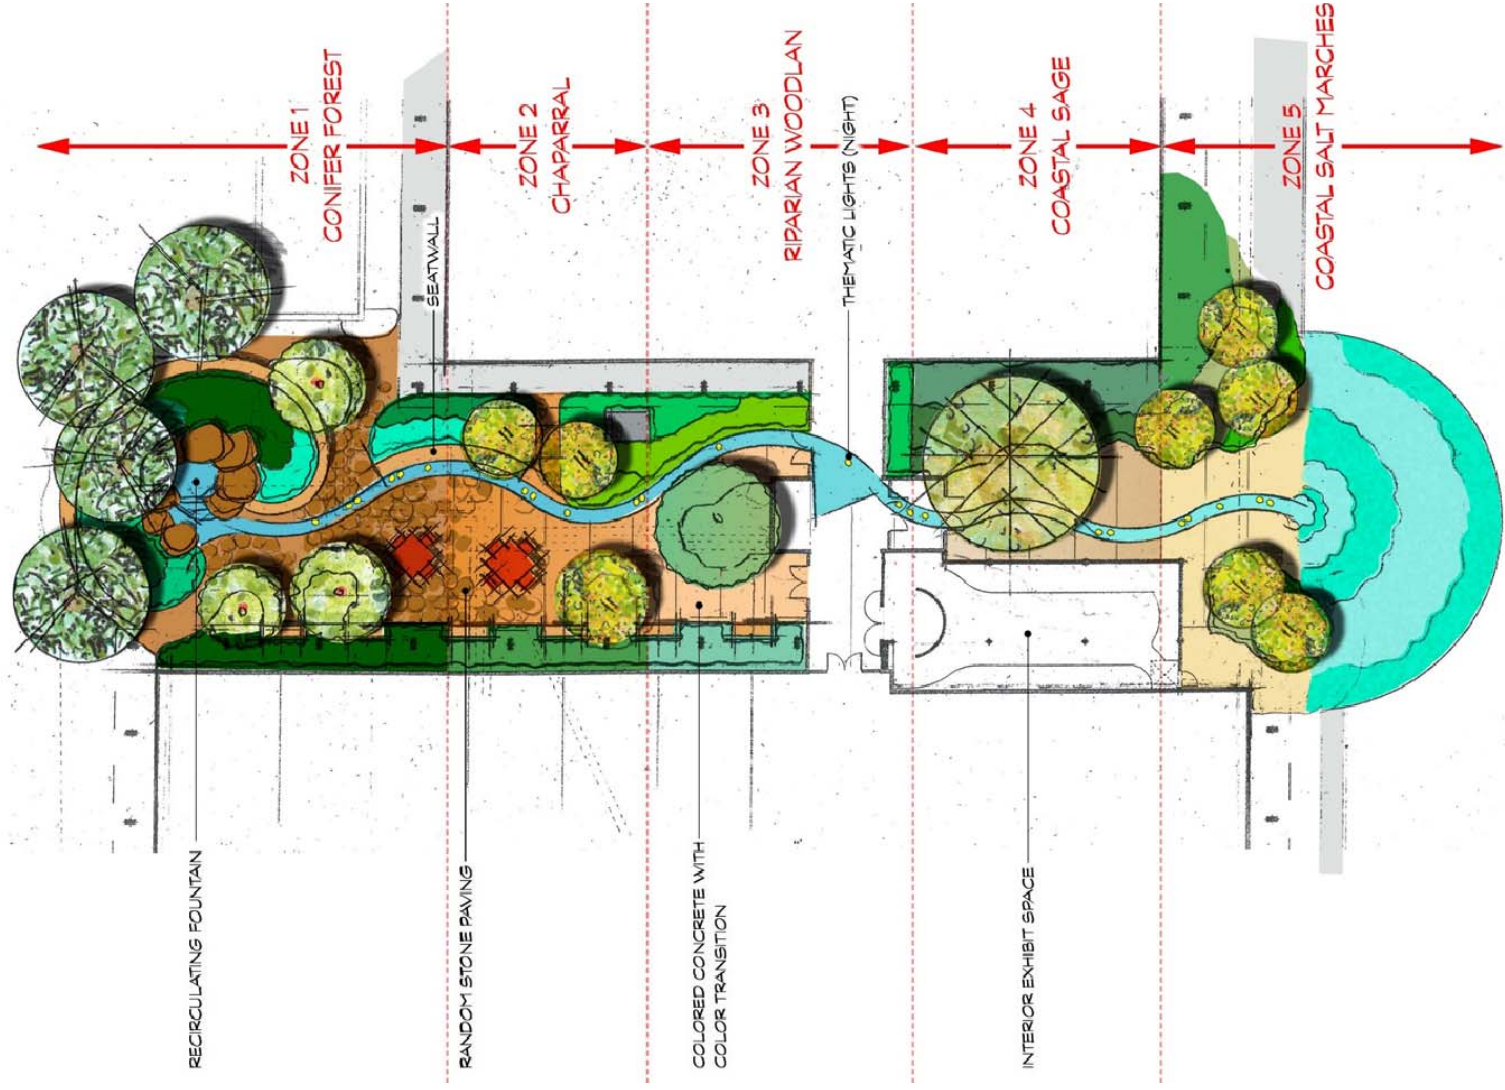 ZONE 1
CONIFER FOREST
ZONE 2
CHAPARRAL
ZONE 3
RIPARIAN WOODLAN
ZONE 4
COASTAL SAGE
ZONE 5
COASTAL SALT MARCHES
SEATWALL
THEMATIC LIGHTS (NIGHT)
RECIRCULATING FOUNTAIN
RANDOM STONE PAVING
COLORED CONCRETE WITH
COLOR TRANSITION
INTERIOR EXHIBIT SPACE